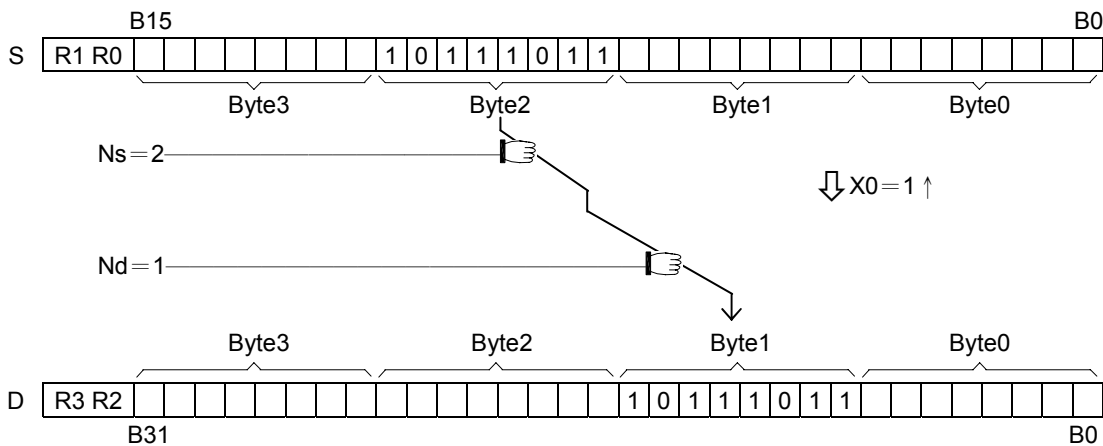 B15 B0
S R1 R0 1 0 1 1 1 0 1 1
Byte3 Byte2 Byte1 Byte0
Ns＝2
X0＝1 ↑
Nd＝1
Byte3 Byte2 Byte1 Byte0
D R3 R2 1 0 1 1 1 0 1 1
B31 B0